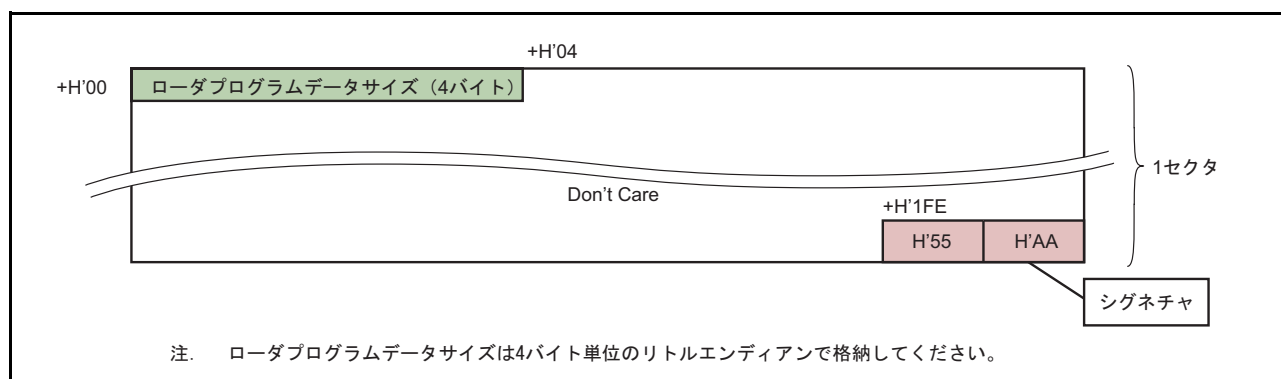 +H'04
+H'00
ローダプログラムデータサイズ（4バイト）
1セクタ
Don't Care
+H'1FE
H'55
H'AA
シグネチャ
注. ローダプログラムデータサイズは4バイト単位のリトルエンディアンで格納してください。